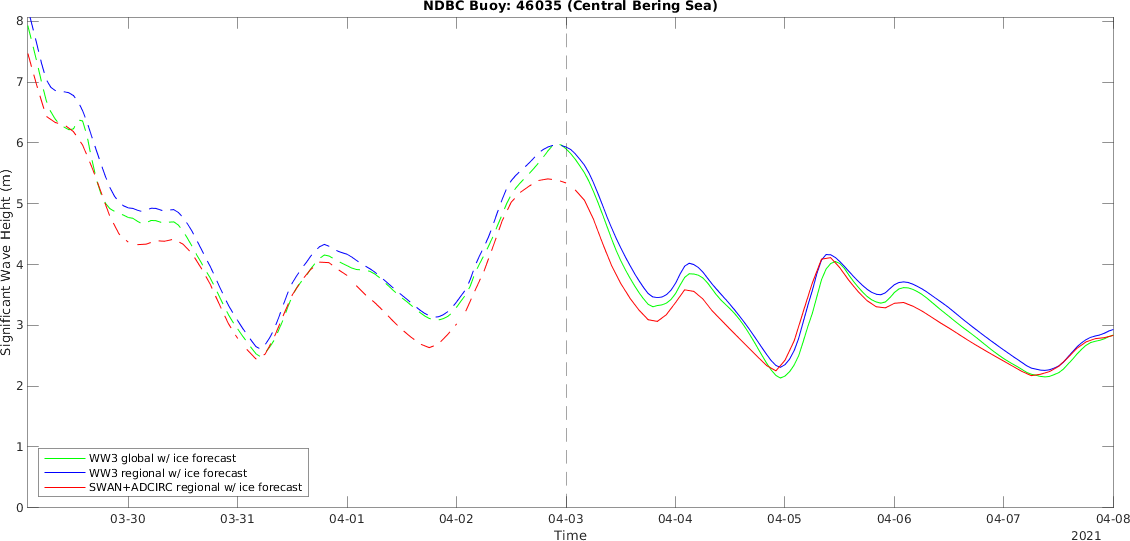 NDBC Buoy: 46035 (Central Bering Sea)
8
7
6
5
4
3
2
1
0
Significant Wave Height (m)
WW3 global w/ ice forecast
WW3 regional w/ ice forecast
SWAN+ADCIRC regional w/ ice forecast
03-30 03-31 04-01 04-02 04-03 04-04 04-05 04-06 04-07 04-08
Time
2021